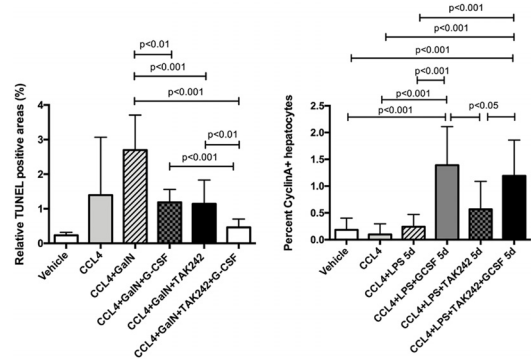 p<0.01
p<0.001
p<0.001
p<0.01
p<0.001
Relative TUNEL positive areas (%)
4
3
2
1
0
Vehicle
CCL4
CCL4+GalN
CCL4+GalN+G-CSF
CCL4+GalN+TAK242
CCL4+GalN+TAK242+G-CSF
p<0.001
p<0.001
p<0.001
p<0.001
p<0.001
p<0.001
p<0.05
Percent CyclinA+ hepatocytes
2.5
2.0
1.5
1.0
0.5
0.0
Vehicle
CCL4
CCL4+LPS 5d
CCL4+LPS+GCSF 5d
CCL4+LPS+TAK242 5d
CCL4+LPS+TAK242+GCSF 5d